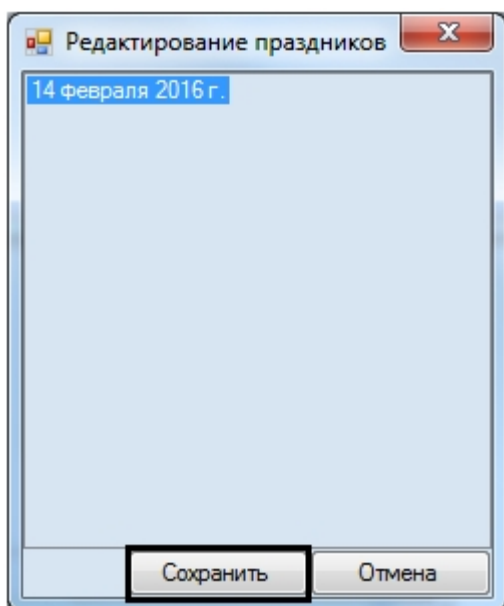 Редактирование праздников
14 февраля 2016 г.
Сохранить
Отмена